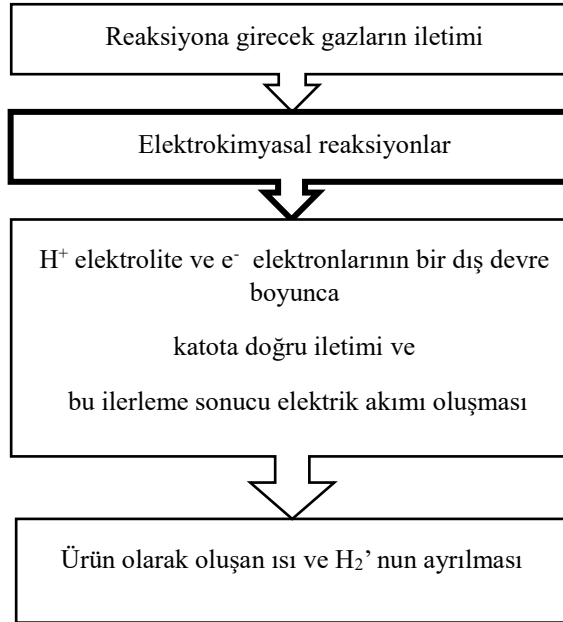 Reaksiyona girecek gazların iletimi
Elektrokimyasal reaksiyonlar
H⁺ elektrolite ve e⁻ elektronlarının bir dış devre
boyunca
katota doğru iletimi ve
bu ilerleme sonucu elektrik akımı oluşması
Ürün olarak oluşan ısı ve H₂’ nun ayrılması